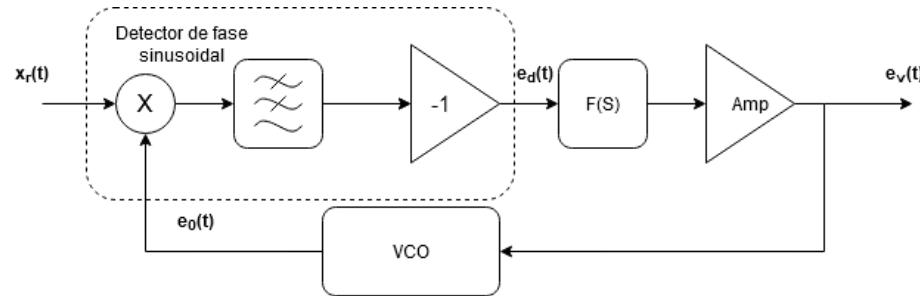 Detector de fase
sinusoidal
xr(t)
X
-1
ed(t)
F(S)
Amp
ev(t)
e0(t)
VCO